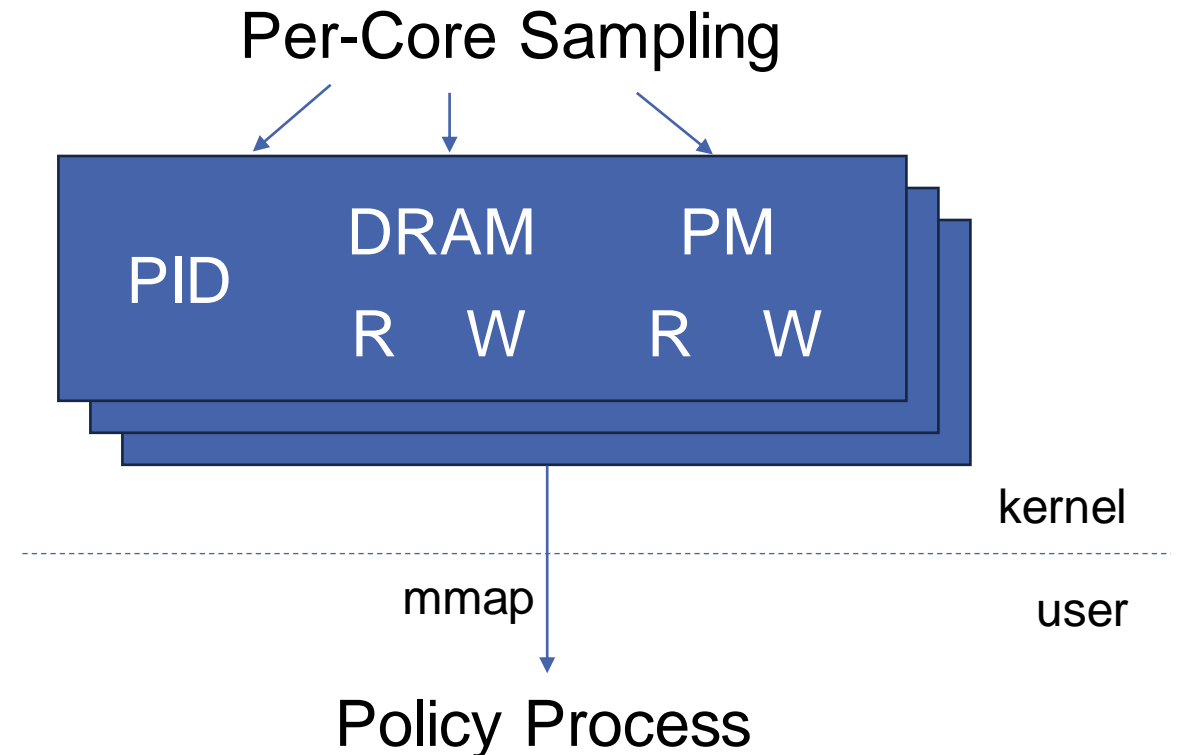 Per-Core Sampling
PID
DRAM PM
R W R W
kernel
mmap
user
Policy Process